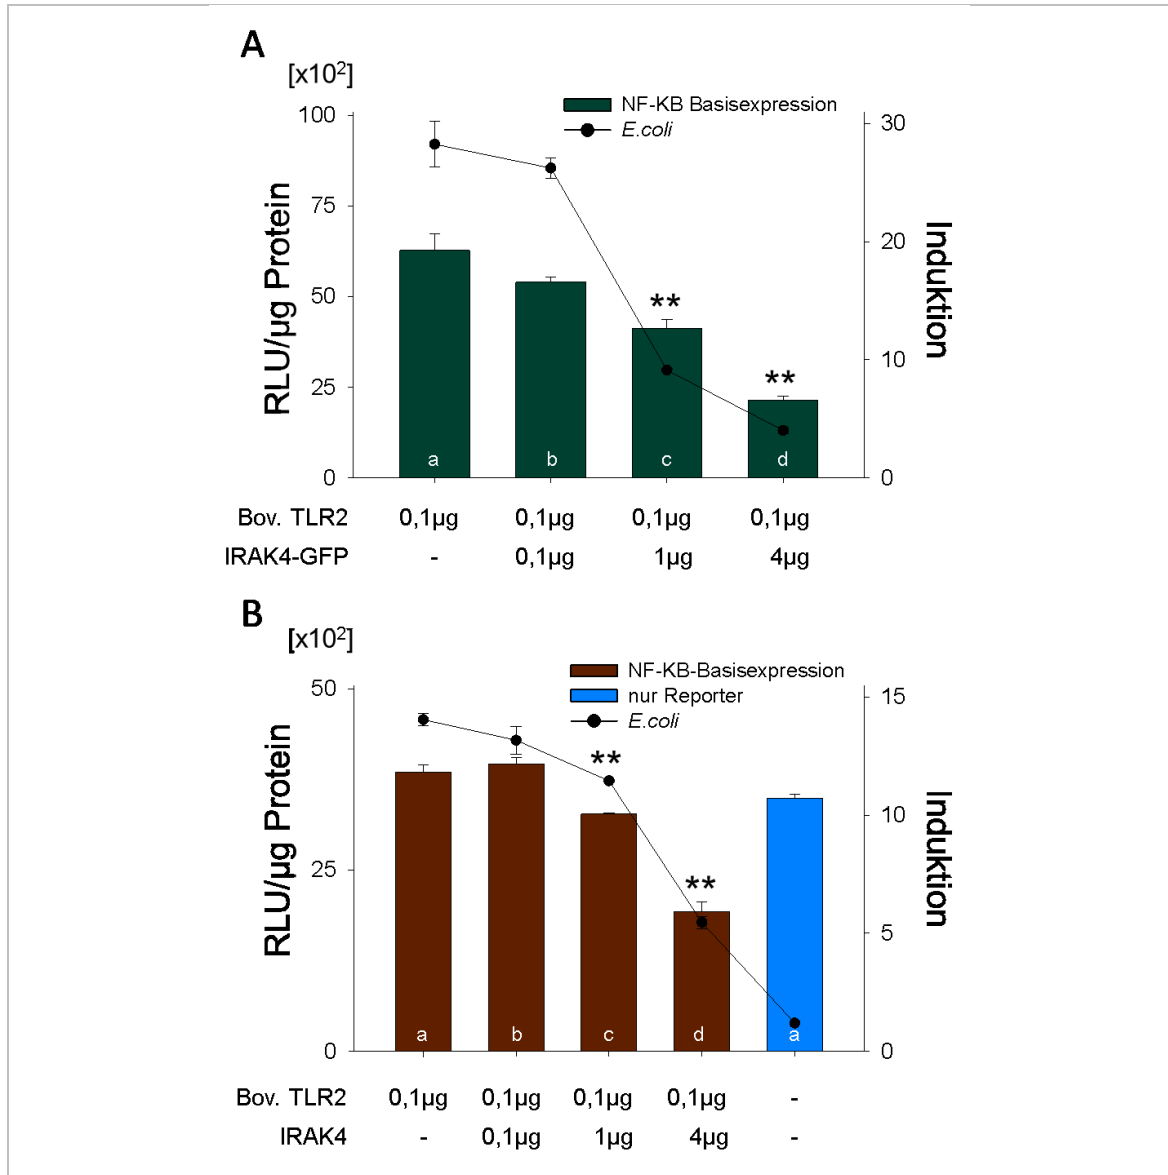 A
[x10²]
NF-KB Basisexpression
E.coli
100
75
50
25
0
RLU/µg Protein
30
20
10
0
Induktion
**
**
a b c d
Bov. TLR2 0,1µg 0,1µg 0,1µg 0,1µg
IRAK4-GFP - 0,1µg 1µg 4µg
B
[x10²]
NF-KB-Basisexpression
nur Reporter
E.coli
50
25
0
RLU/µg Protein
15
10
5
0
Induktion
**
**
a b c d a
Bov. TLR2 0,1µg 0,1µg 0,1µg 0,1µg -
IRAK4 - 0,1µg 1µg 4µg -